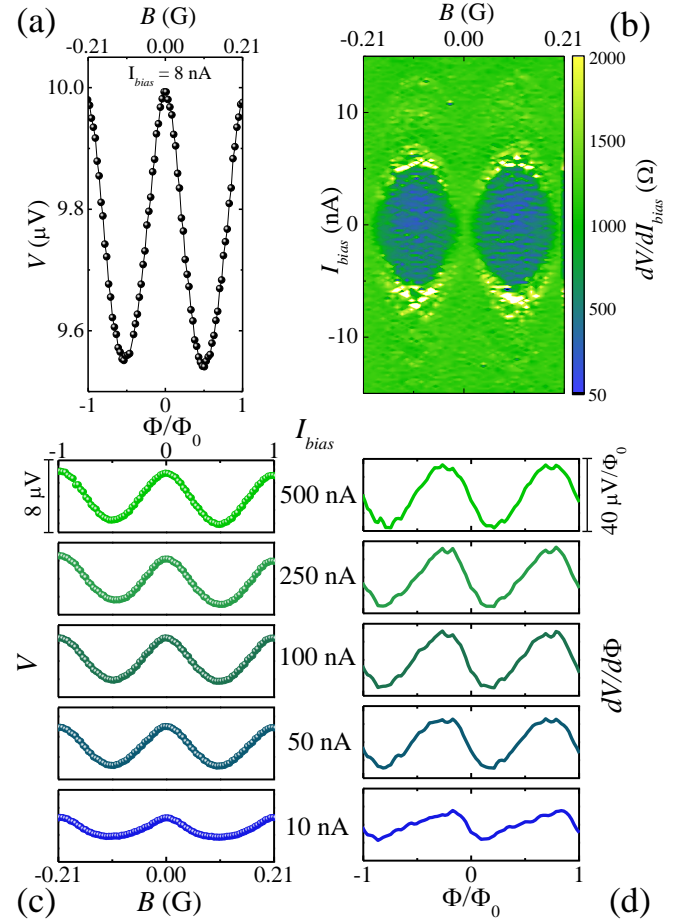 (a)
B (G)
-0.21 0.00 0.21
I_bias = 8 nA
10.0
9.8
9.6
V (μV)
-1 0 1
Φ/Φ₀
B (G)
(b)
-0.21 0.00 0.21
10
0
-10
I_bias (nA)
2000
1500
1000
500
50
dV/dI_bias (Ω)
-1 0 1
I_bias
8 μV
500 nA
40 μV/Φ₀
250 nA
100 nA
50 nA
10 nA
V
dV/dΦ
-0.21 0.00 0.21
B (G)
(c)
-1 0 1
Φ/Φ₀
(d)